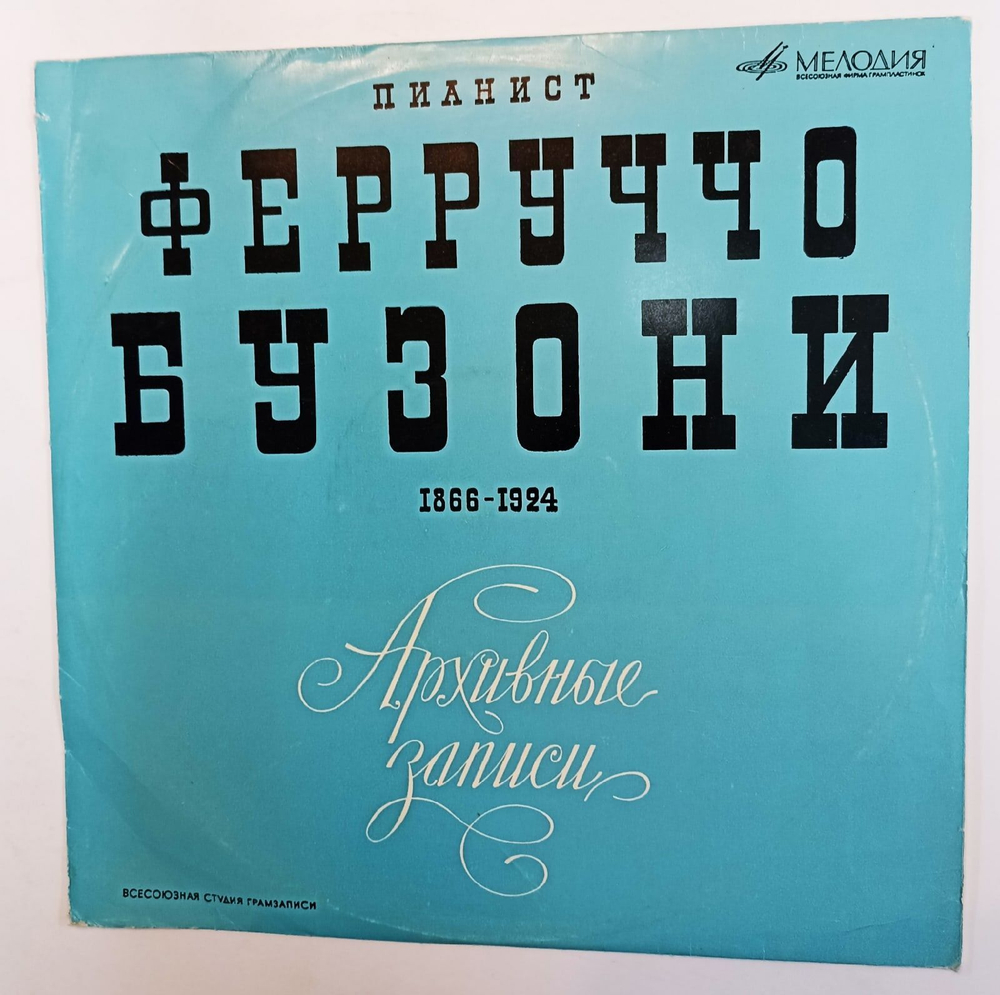 МЕЛОДИЯ
ВСЕСОЮЗНАЯ ФИРМА ГРАМПЛАСТИНОК
ПИАНИСТ
ФЕРРУЧЧО
БУЗОНИ
1866-1924
Архивные
записи
ВСЕСОЮЗНАЯ СТУДИЯ ГРАМЗАПИСИ